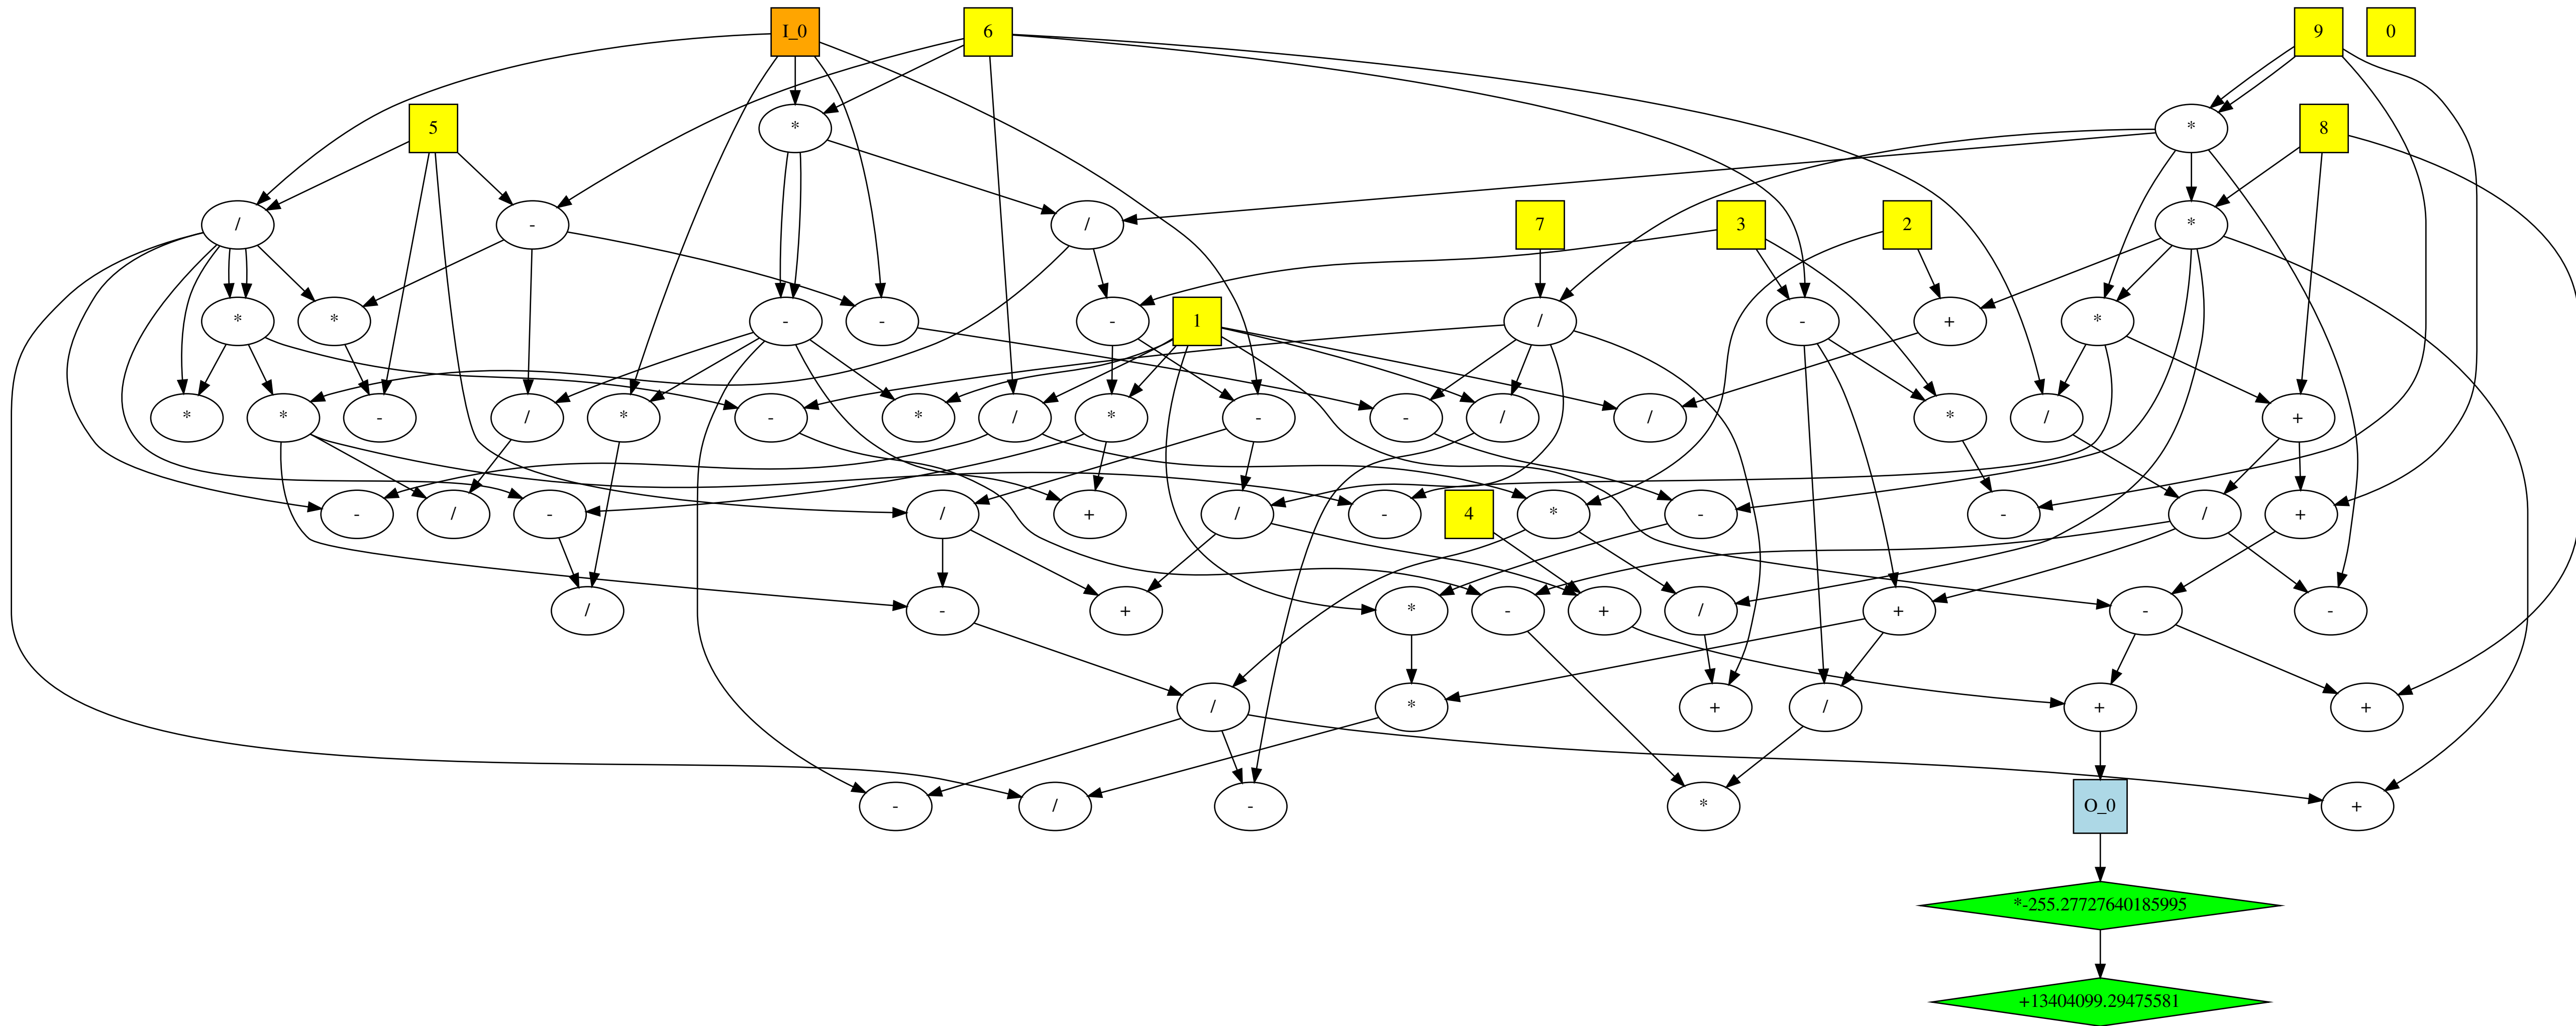 I_0 6 9 0
5 * * 8
/ - / 7 3 2 *
* * - - - 1 / - + *
* * - / * - * / * - - / / * / +
- / - / + / - 4 * - - / +
/ - + * - + / + - -
/ * + / + +
- / - * O_0 +
*-255.27727640185995
+13404099.29475581